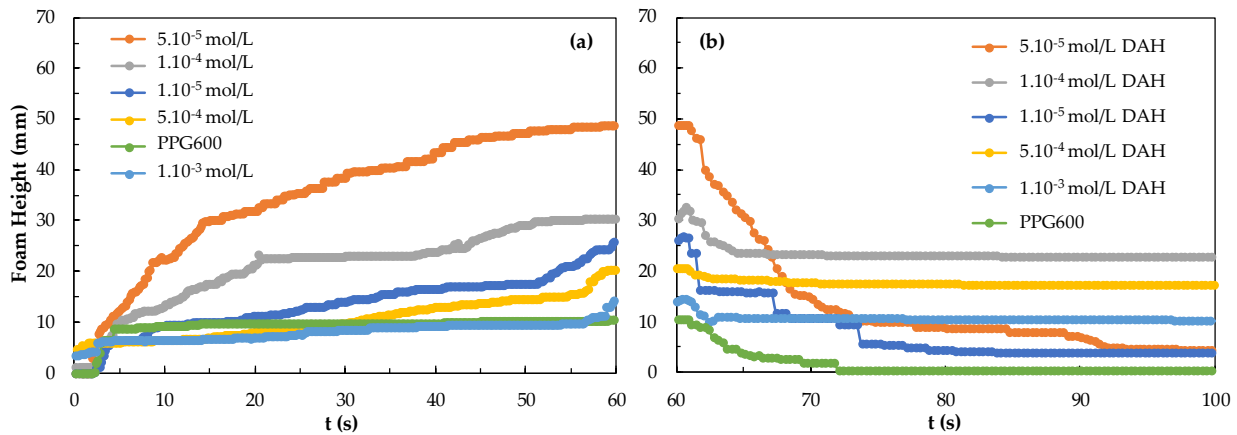 (a)
Foam Height (mm)
70
60
50
40
30
20
10
0
5.10⁻⁵ mol/L
1.10⁻⁴ mol/L
1.10⁻⁵ mol/L
5.10⁻⁴ mol/L
PPG600
1.10⁻³ mol/L
0
10
20
30
40
50
60
t (s)
(b)
70
60
50
40
30
20
10
0
5.10⁻⁵ mol/L DAH
1.10⁻⁴ mol/L DAH
1.10⁻⁵ mol/L DAH
5.10⁻⁴ mol/L DAH
1.10⁻³ mol/L DAH
PPG600
60
70
80
90
100
t (s)